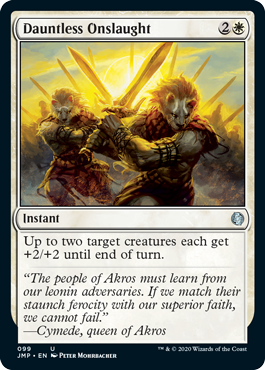 Dauntless Onslaught 2
Instant
Up to two target creatures each get
+2/+2 until end of turn.
“The people of Akros must learn from
our leonin adversaries. If we match their
staunch ferocity with our superior faith,
we cannot fail.”
—Cymede, queen of Akros
099 U
JMP • EN PETER MOHRBACHER
™ & © 2020 Wizards of the Coast